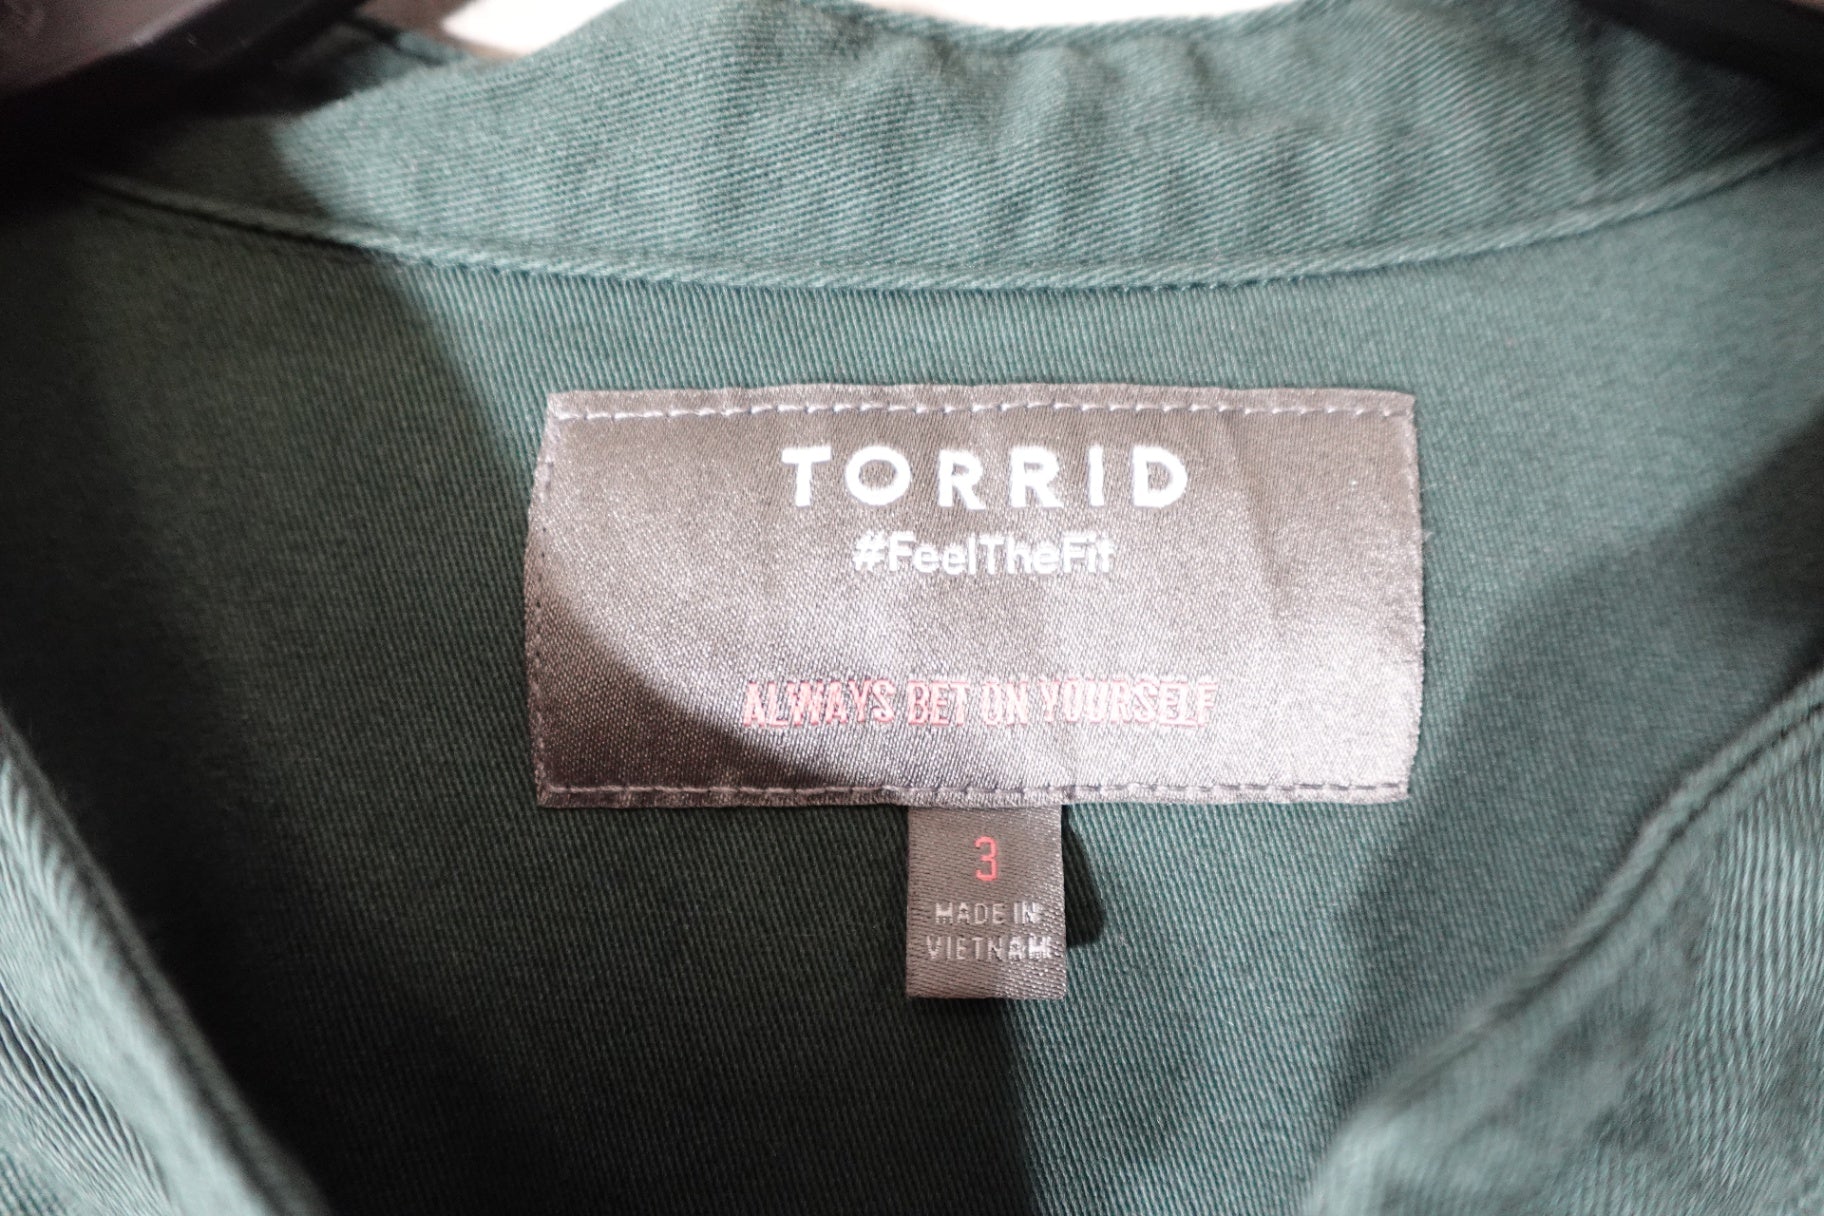 TORRID
#FeelTheFit
ALWAYS BET ON YOURSELF
3
MADE IN
VIETNAM